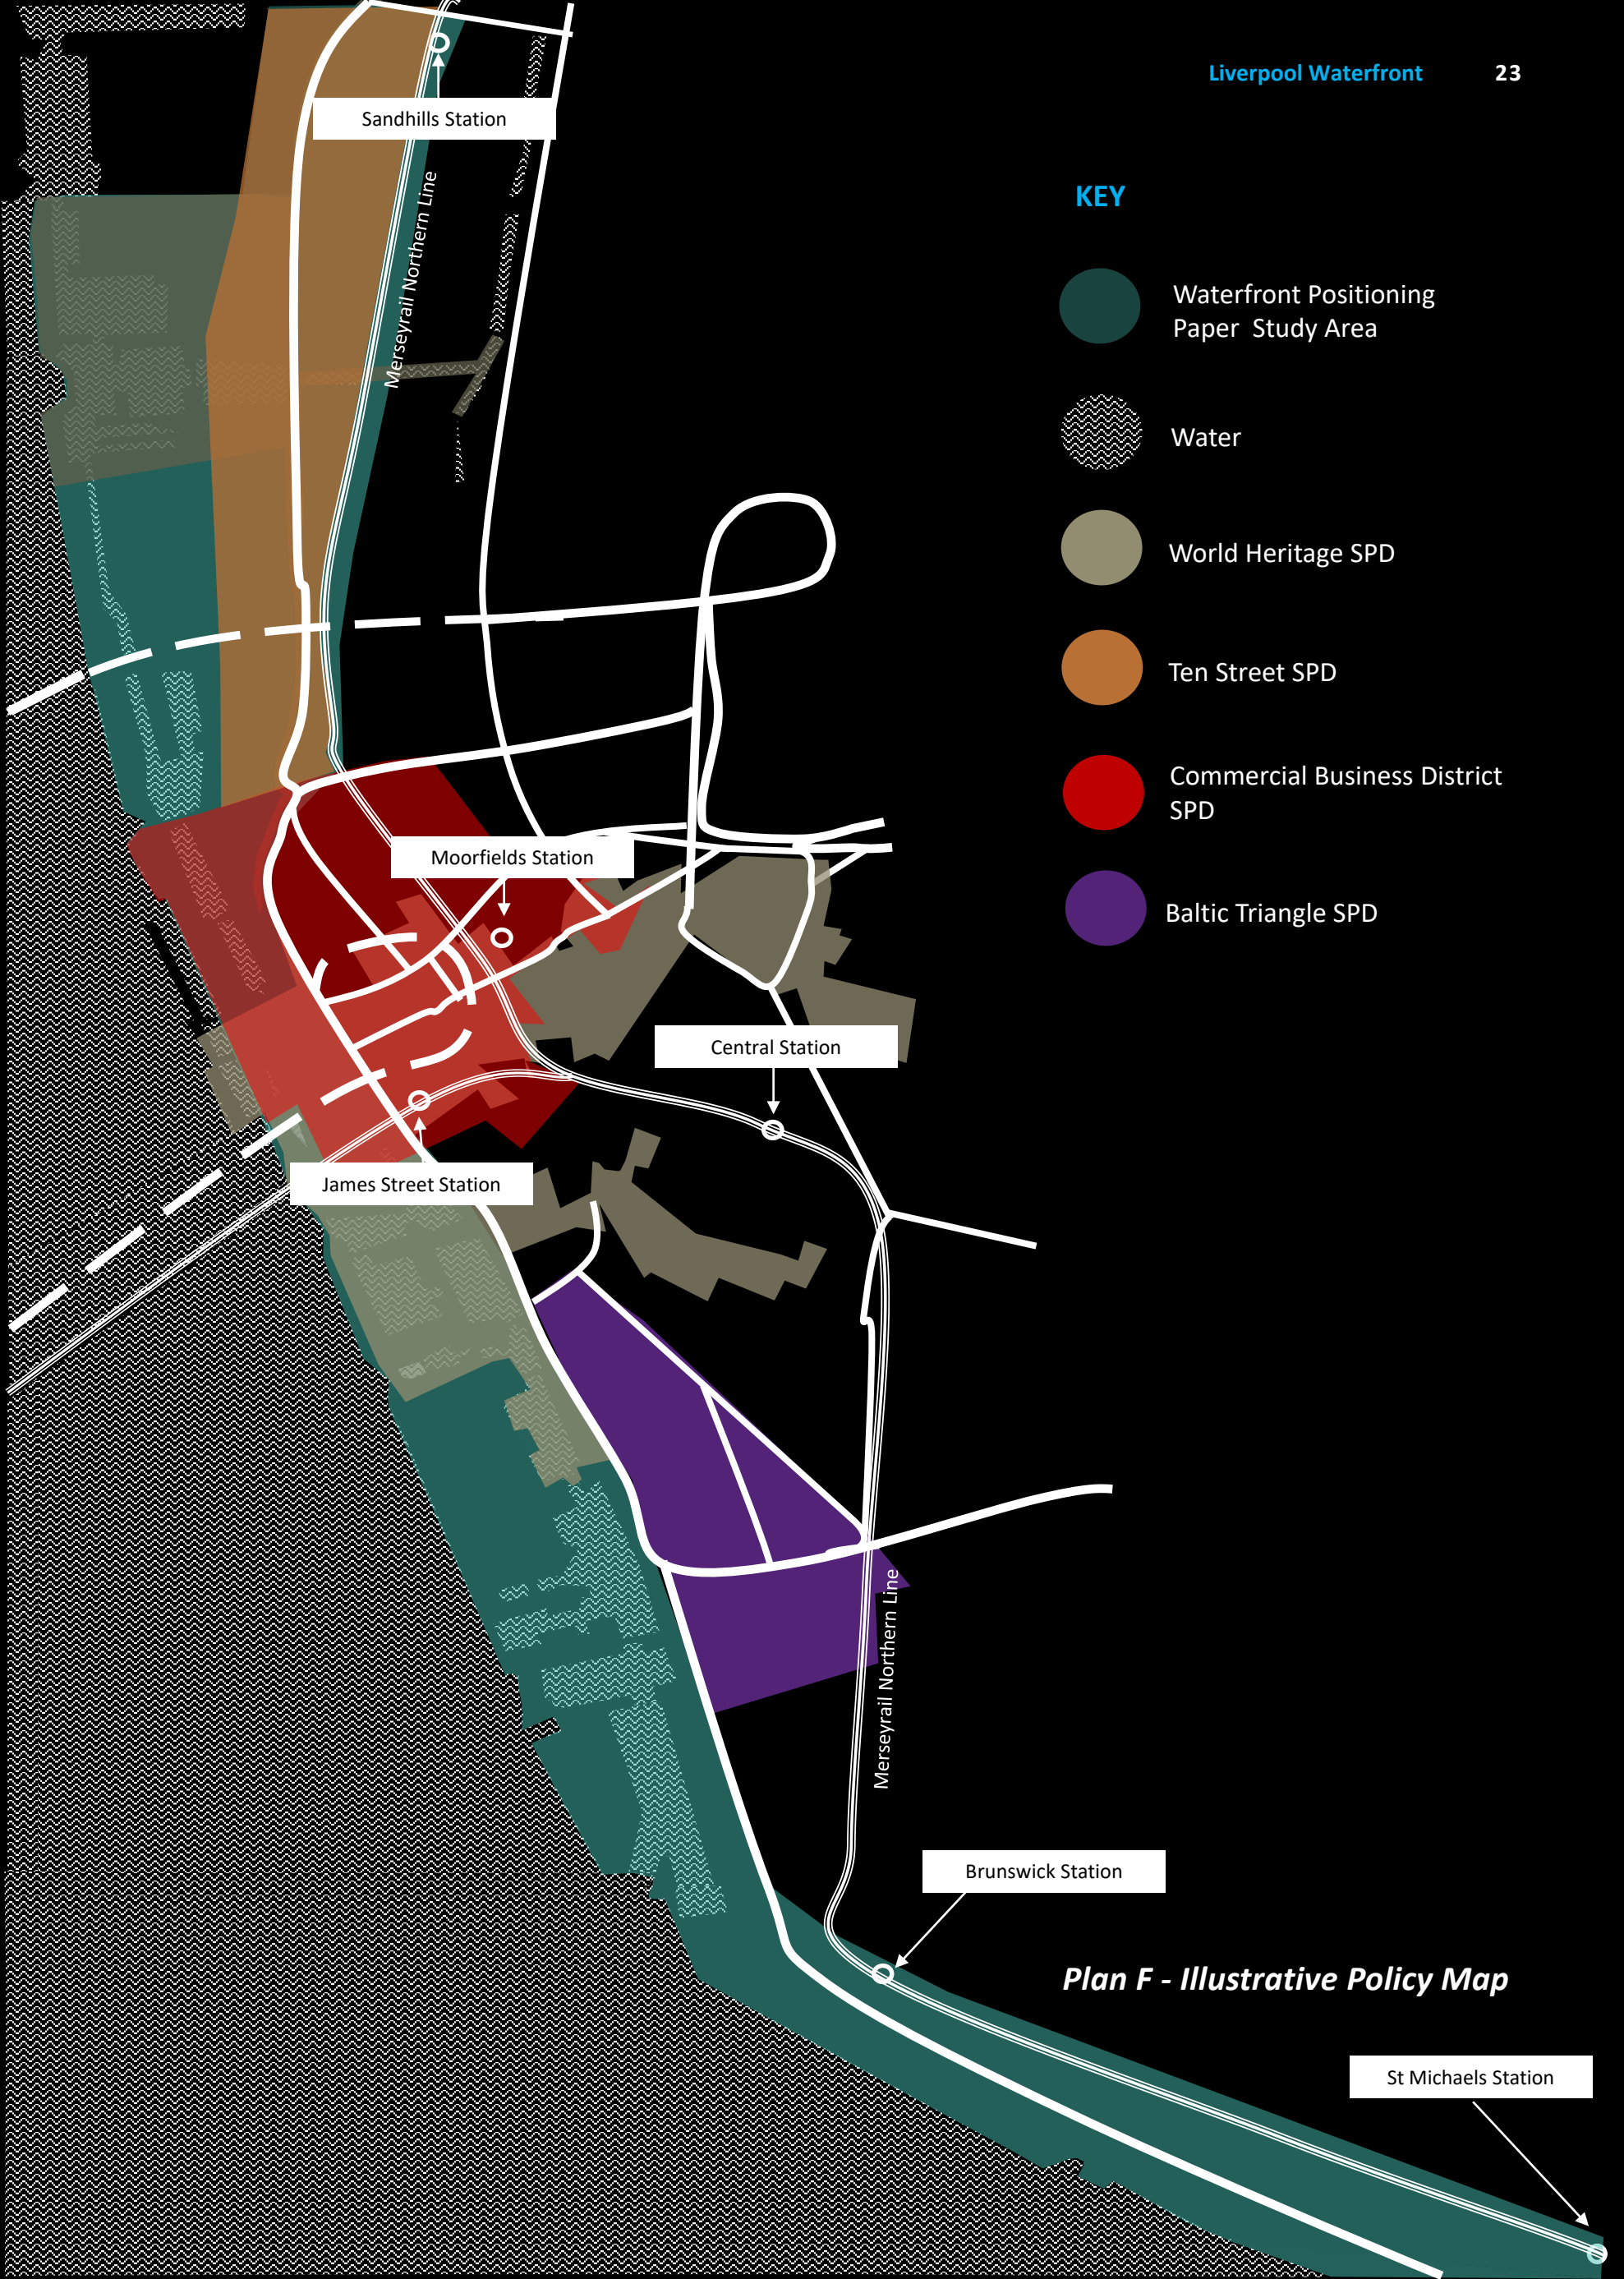 Liverpool Waterfront 23
Sandhills Station
KEY
Merseyrail Northern Line
Waterfront Positioning
Paper  Study Area
Water
World Heritage SPD
Ten Street SPD
Commercial Business District
SPD
Moorfields Station
Baltic Triangle SPD
Central Station
James Street Station
Merseyrail Northern Line
Brunswick Station
Plan F - Illustrative Policy Map
St Michaels Station